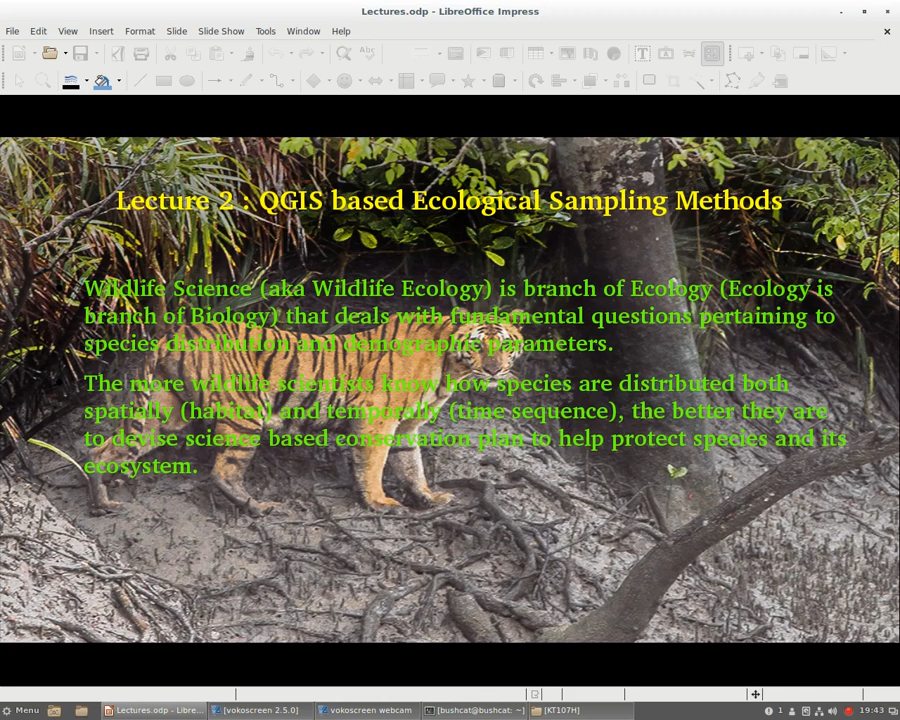 Lectures.odp - LibreOffice Impress
File Edit View Insert Format Slide Slide Show Tools Window Help
Lecture 2 : QGIS based Ecological Sampling Methods
Wildlife Science (aka Wildlife Ecology) is branch of Ecology (Ecology is
branch of Biology) that deals with fundamental questions pertaining to
species distribution and demographic parameters.
The more wildlife scientists know how species are distributed both
spatially (habitat) and temporally (time sequence), the better they are
to devise science based conservation plan to help protect species and its
ecosystem.
Menu Lectures.odp - Libre... [vokoscreen 2.5.0] vokoscreen webcam [bushcat@bushcat: ~] [KT107H] 1 19:43